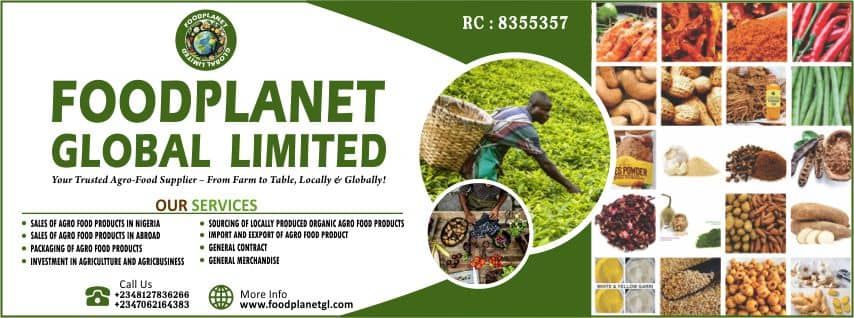 FOODPLANET
GLOBAL LIMITED
RC : 8355357
FOODPLANET
GLOBAL LIMITED
Your Trusted Agro-Food Supplier – From Farm to Table, Locally & Globally!
OUR SERVICES
SALES OF AGRO FOOD PRODUCTS IN NIGERIA
SALES OF AGRO FOOD PRODUCTS IN ABROAD
PACKAGING OF AGRO FOOD PRODUCTS
INVESTMENT IN AGRICULTTURE AND AGRICBUSINESS
SOURCING OF LOCALLY PRODUCED ORGANIC AGRO FOOD PRODUCTS
IMPORT AND EEXPORT OF AGRO FOOD PRODUCT
GENERAL CONTRACT
GENERAL MERCHANDISE
Call Us
+2348127836266
+2347062164383
More Info
www.foodplanetgl.com
POWDER
WHITE & YELLOW GARRI